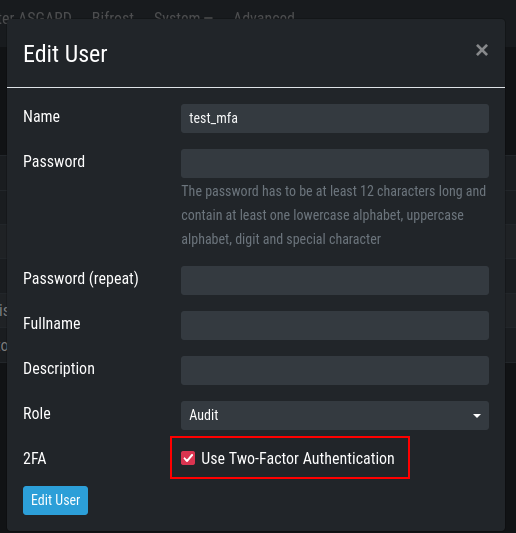 ter ASGARD Bifrost System Advanced
Edit User ×
Name test_mfa
Password
The password has to be at least 12 characters long and
contain at least one lowercase alphabet, uppercase
alphabet, digit and special character
Password (repeat)
Fullname
Description
Role Audit
2FA Use Two-Factor Authentication
Edit User